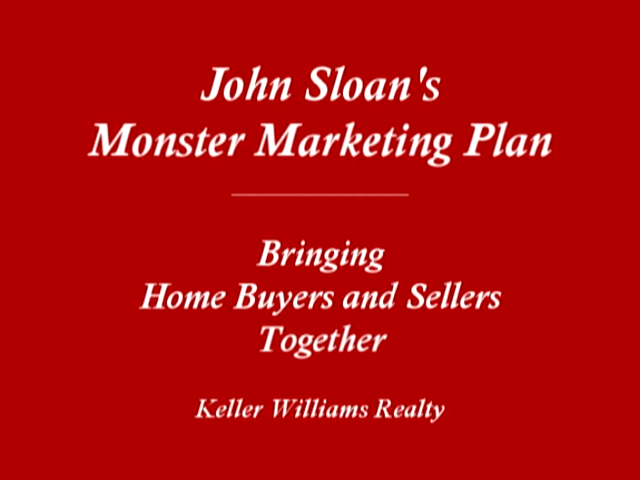 John Sloan's
Monster Marketing Plan
Bringing
Home Buyers and Sellers
Together
Keller Williams Realty